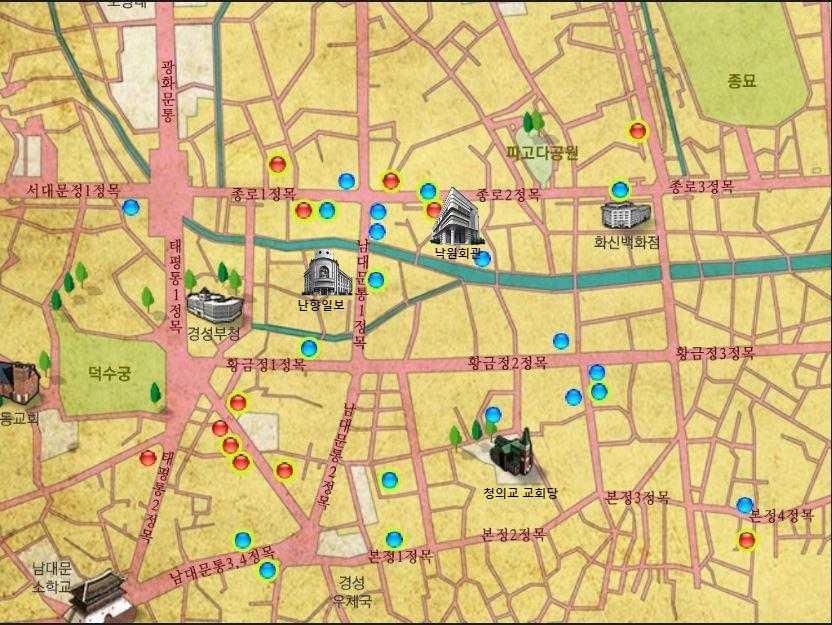 광화문통
종묘
파고다공원
서대문정1정목
종로1정목
종로2정목
종로3정목
화신백화점
낙원회관
태평통1정목
남대문통1정목
난향일보
경성부청
황금정1정목
황금정2정목
황금정3정목
덕수궁
동교회
남대문통2정목
태평통2정목
청의교 교회당
본정3정목
본정4정목
본정2정목
본정1정목
남대문통3,4정목
남대문
소학교
경성
우체국